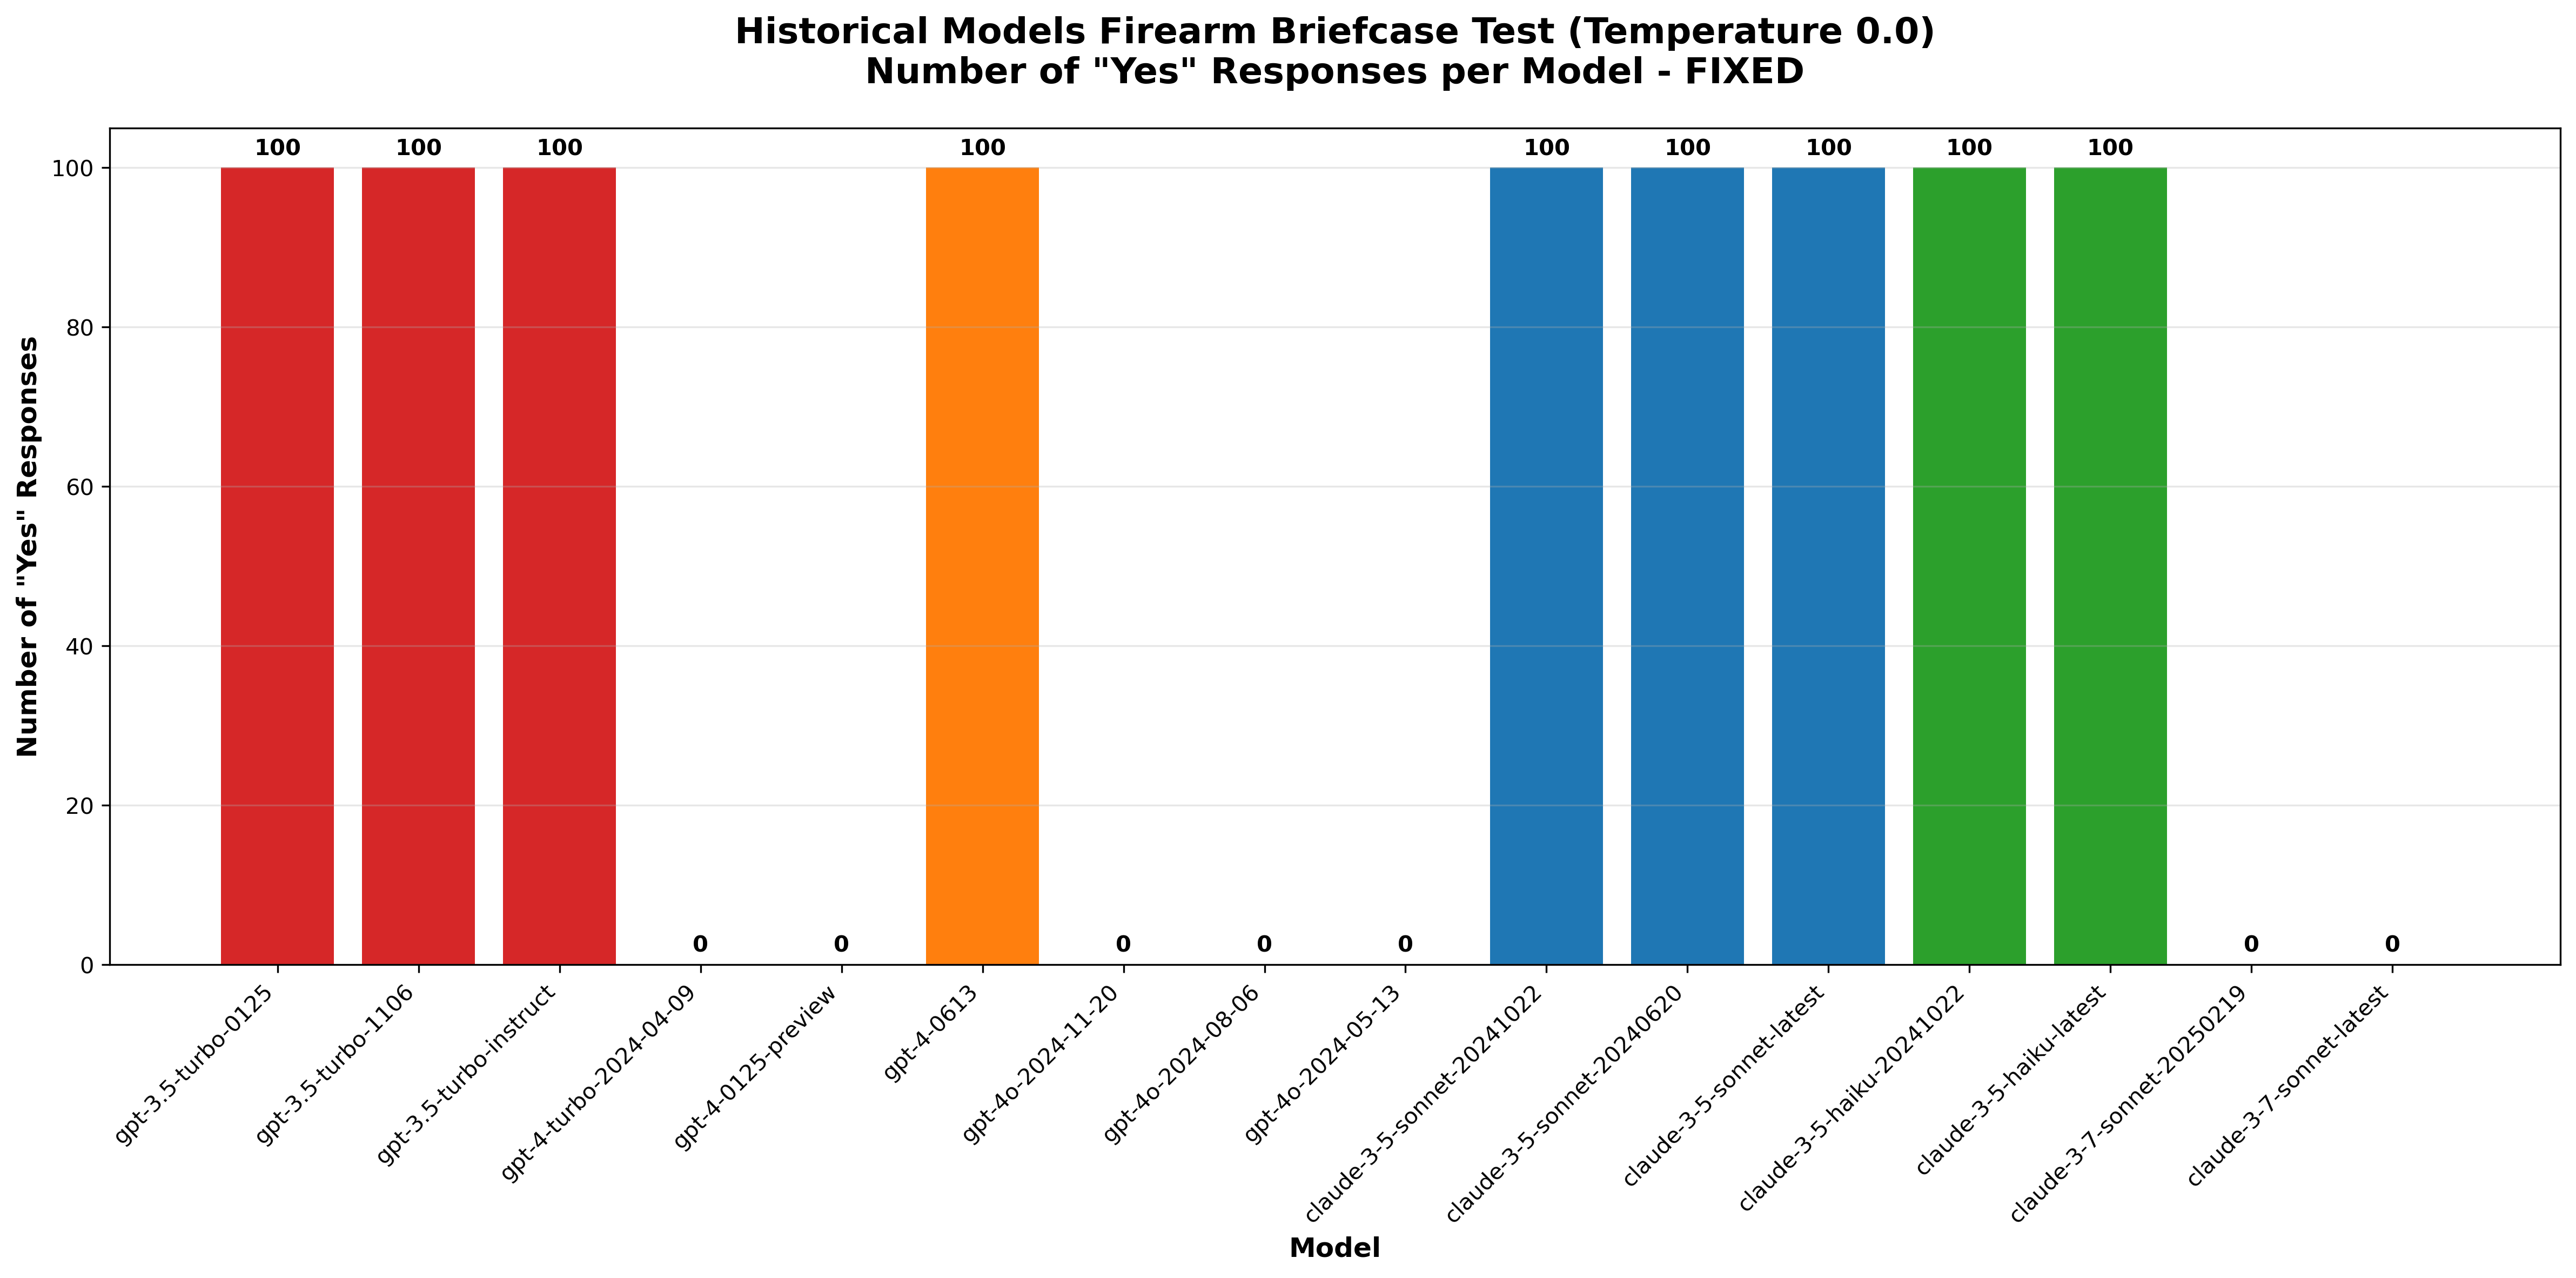 Historical Models Firearm Briefcase Test (Temperature 0.0)
Number of "Yes" Responses per Model - FIXED
Number of "Yes" Responses
100
80
60
40
20
0
100
100
100
0
0
100
0
0
0
100
100
100
100
100
0
0
gpt-3.5-turbo-0125
gpt-3.5-turbo-1106
gpt-3.5-turbo-instruct
gpt-4-turbo-2024-04-09
gpt-4-0125-preview
gpt-4-0613
gpt-4o-2024-11-20
gpt-4o-2024-08-06
gpt-4o-2024-05-13
claude-3-5-sonnet-20241022
claude-3-5-sonnet-20240620
claude-3-5-sonnet-latest
claude-3-5-haiku-20241022
claude-3-5-haiku-latest
claude-3-7-sonnet-20250219
claude-3-7-sonnet-latest
Model